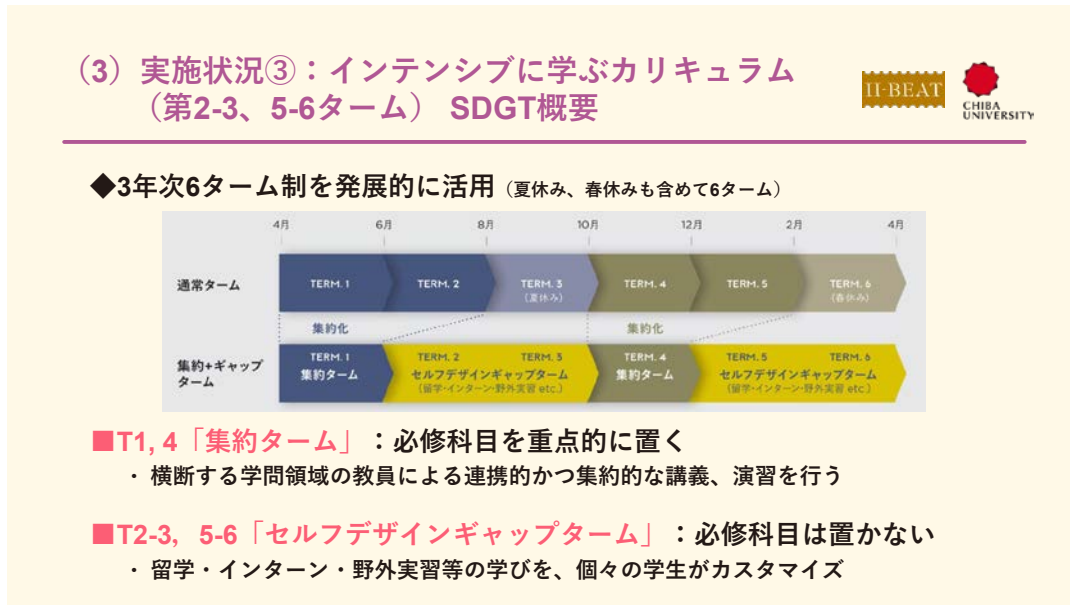 （3）実施状況③：インテンシブに学ぶカリキュラム
（第2-3、5-6ターム） SDGT概要
II-BEAT
CHIBA
UNIVERSITY
◆3年次6ターム制を発展的に活用（夏休み、春休みも含めて6ターム）
4月 6月 8月 10月 12月 2月 4月
通常ターム TERM. 1 TERM. 2 TERM. 3 TERM. 4 TERM. 5 TERM. 6
（夏休み） （春休み）
集約化 集約化
集約+ギャップ
ターム
TERM. 1 TERM. 2 TERM. 3 TERM. 4 TERM. 5 TERM. 6
集約ターム セルフデザインギャップターム 集約ターム セルフデザインギャップターム
（留学・インターン・野外実習 etc.） （留学・インターン・野外実習 etc.）
■T1, 4「集約ターム」：必修科目を重点的に置く
・ 横断する学問領域の教員による連携的かつ集約的な講義、演習を行う
■T2-3, 5-6「セルフデザインギャップターム」：必修科目は置かない
・ 留学・インターン・野外実習等の学びを、個々の学生がカスタマイズ